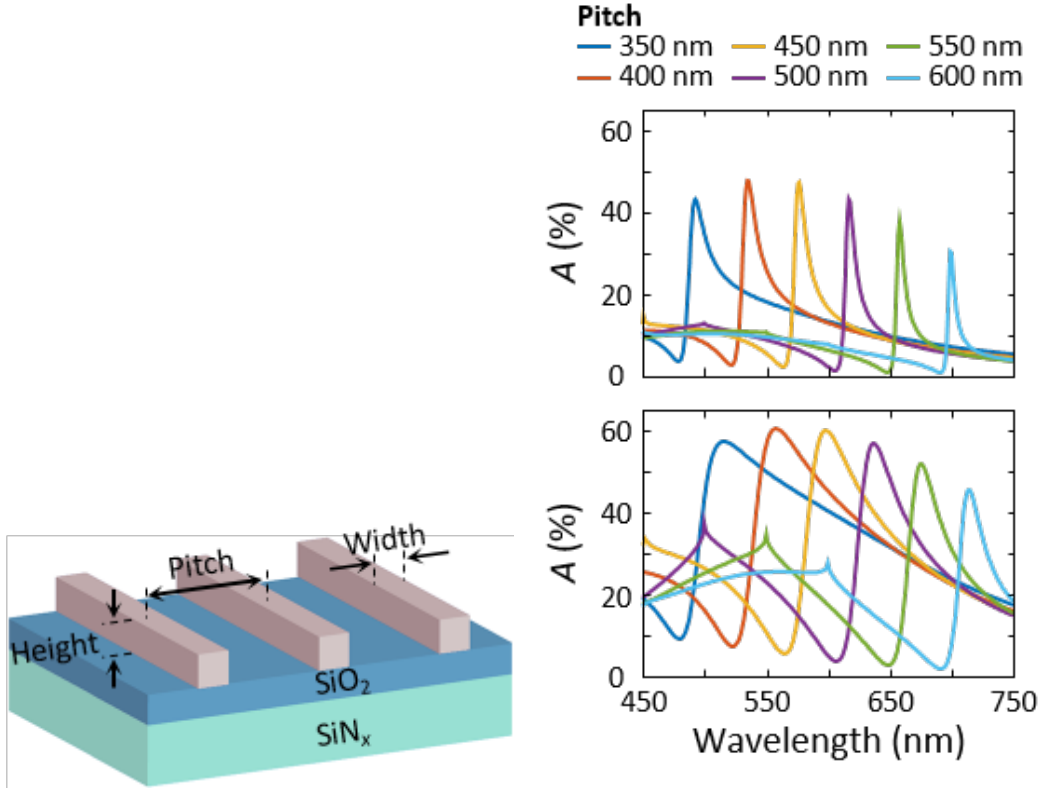 Pitch
350 nm 450 nm 550 nm
400 nm 500 nm 600 nm
60
40
20
0
A (%)
60
40
20
0
A (%)
450 550 650 750
Wavelength (nm)
Width
Pitch
Height
SiO₂
SiNₓ